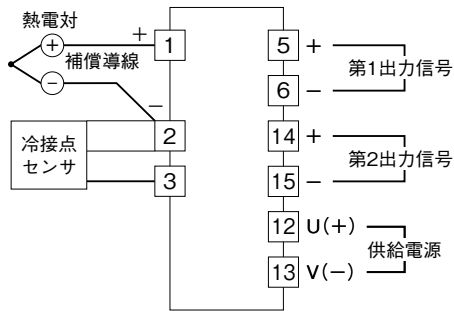 熱電対
+
補償導線
−
+
−
1
2
3
冷接点
センサ
5 +
6 −
第1出力信号
14 +
15 −
第2出力信号
12 U(+)
13 V(−)
供給電源